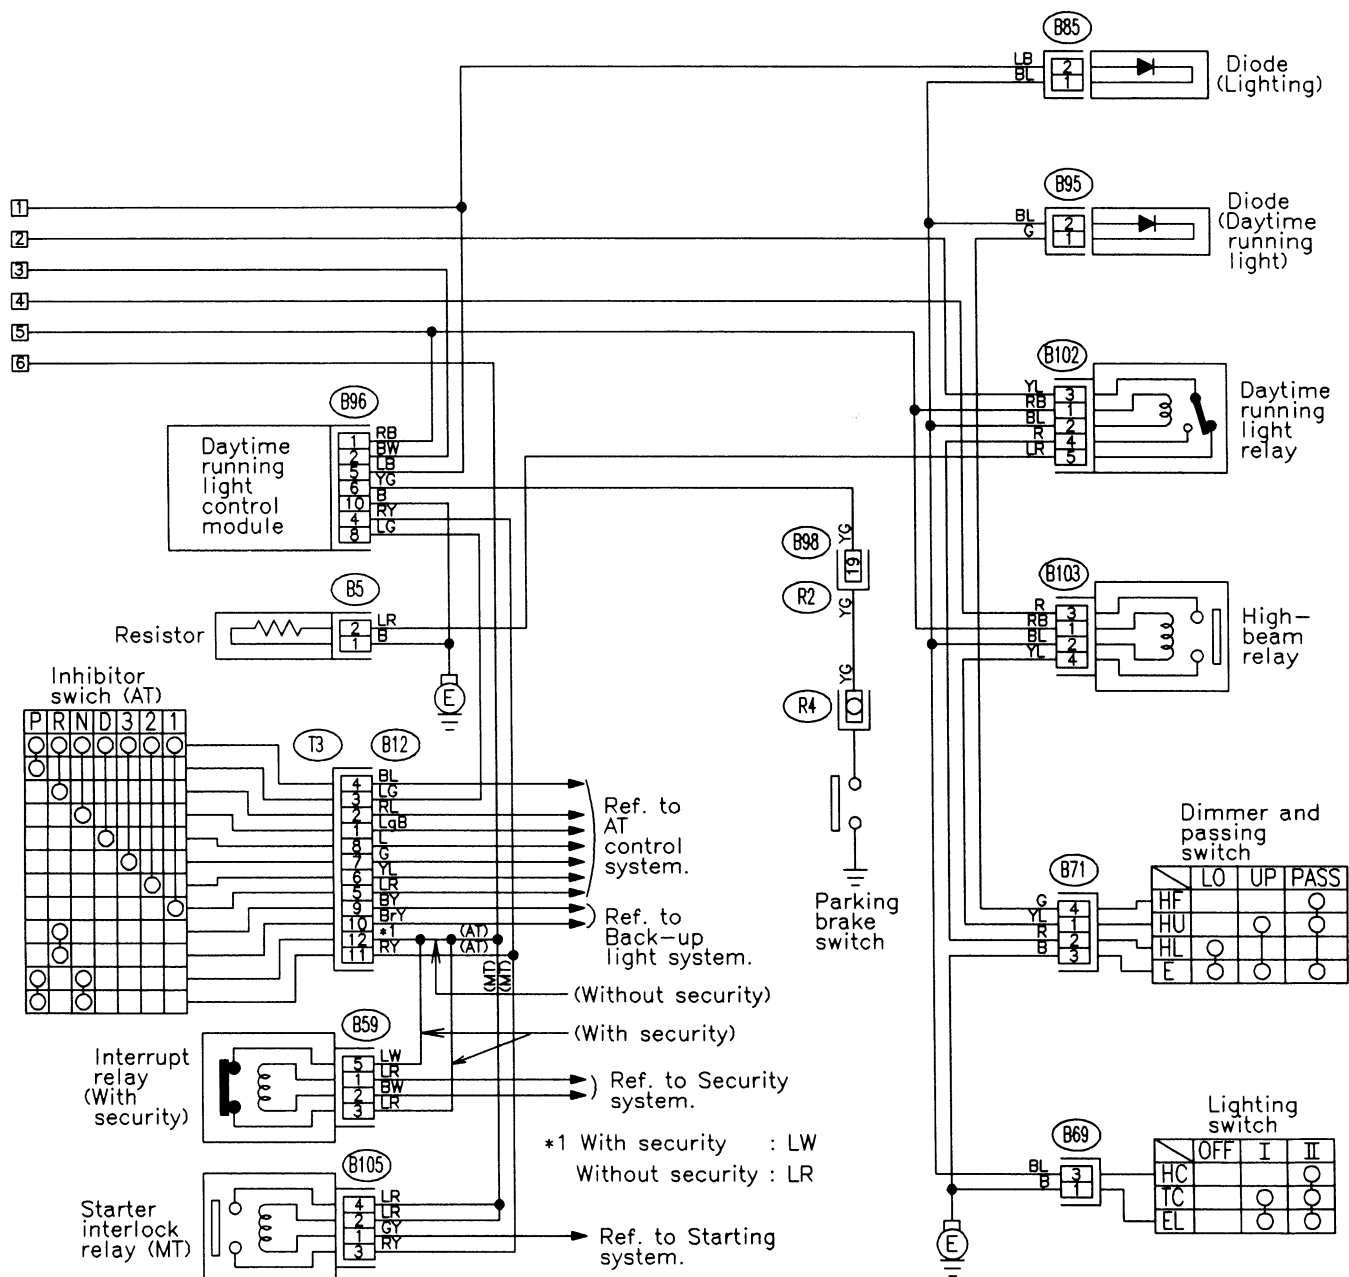 B85
LB
BL
2
1
Diode
(Lighting)
B95
BL
G
2
1
Diode
(Daytime
running
light)
1
2
3
4
5
6
B102
YL
RB
BL
R
LR
3
1
2
4
5
Daytime
running
light
relay
B96
Daytime
running
light
control
module
1
2
5
6
10
4
8
RB
BW
LB
YG
B
RY
LG
B98
YG
19
R2
YG
YG
R4
Parking
brake
switch
B5
Resistor
2
1
LR
B
E
B103
R
RB
BL
YL
3
1
2
4
High-
beam
relay
Inhibitor
swich (AT)
P R N D 3 2 1
T3
B12
4 BL
3 LG
2 RL
1 LgB
8 L
7 G
6 YL
5 LR
9 BY
10 BrY
12 *1 (AT)
11 RY (AT)
(MT)
(MT)
Ref. to
AT
control
system.
Ref. to
Back-up
light system.
(Without security)
(With security)
B59
Interrupt
relay
(With
security)
5 LW
1 LR
2 BW
3 LR
Ref. to Security
system.
*1 With security : LW
Without security : LR
B105
Starter
interlock
relay (MT)
4 LR
2 LR
1 GY
3 RY
Ref. to Starting
system.
Dimmer and
passing
switch
B71
G 4
YL 1
R 2
B 3
LO UP PASS
HF
HU
HL
E
Lighting
switch
B69
BL 3
B 1
OFF I II
HC
TC
EL
E